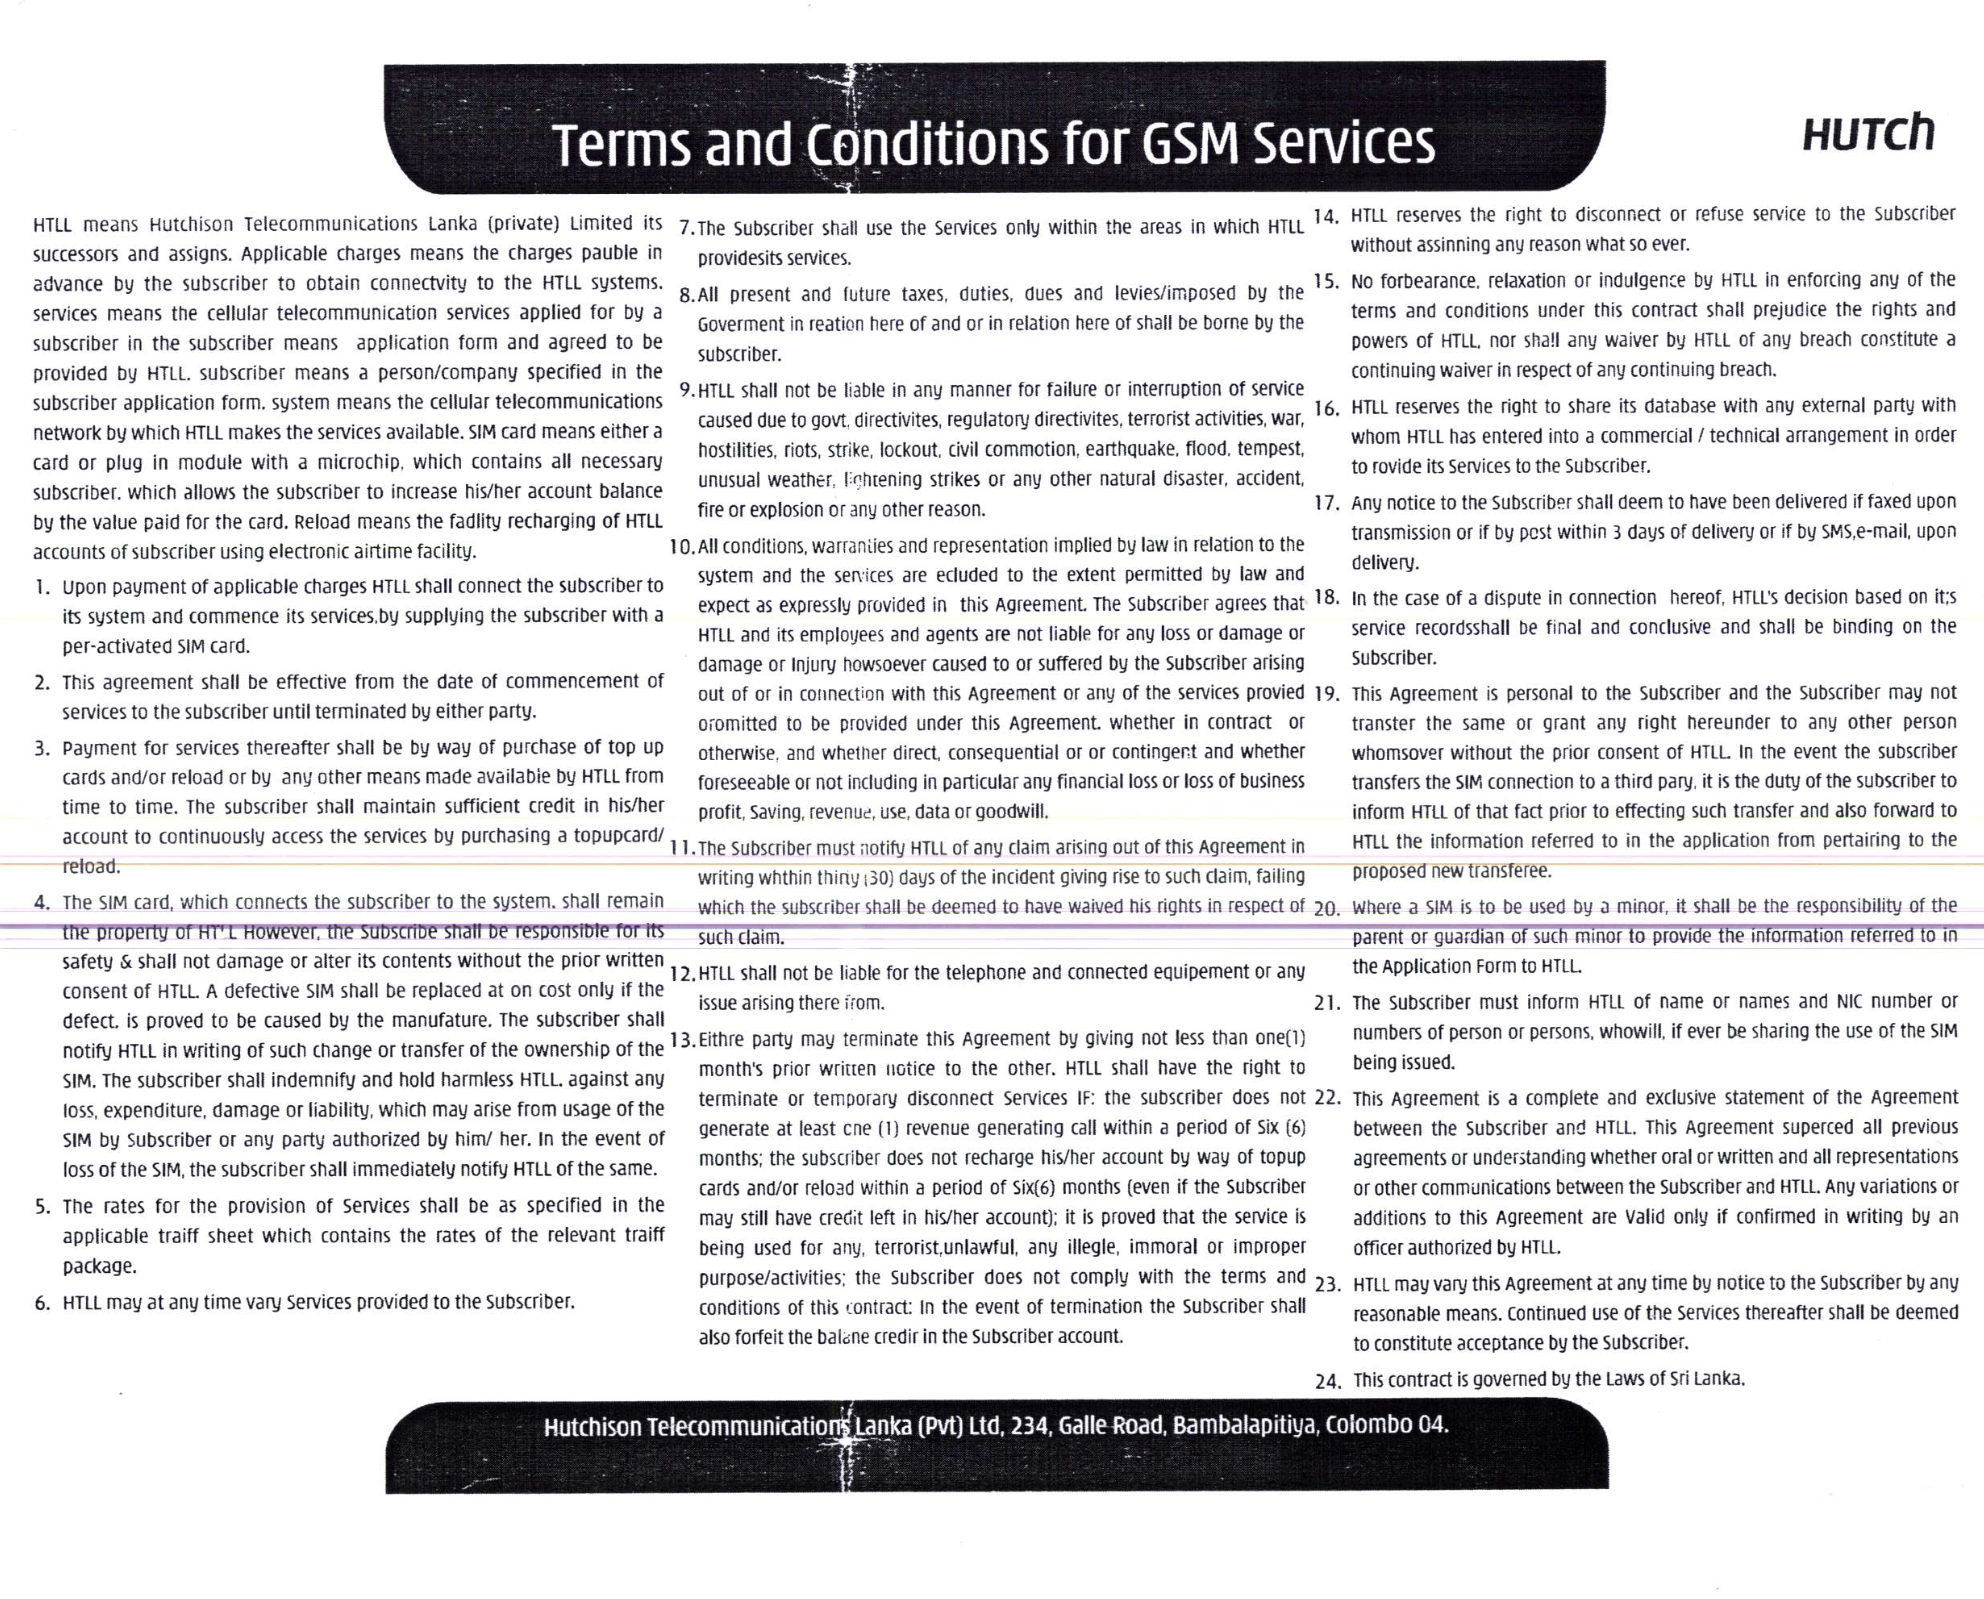 Terms and Conditions for GSM Services
HUTCH
HTLL means Hutchison Telecommunications Lanka (private) Limited its
successors and assigns. Applicable charges means the charges pauble in
advance by the subscriber to obtain connectvity to the HTLL systems.
services means the cellular telecommunication services applied for by a
subscriber in the subscriber means application form and agreed to be
provided by HTLL. subscriber means a person/company specified in the
subscriber application form. system means the cellular telecommunications
network by which HTLL makes the services available. SIM card means either a
card or plug in module with a microchip, which contains all necessary
subscriber. which allows the subscriber to increase his/her account balance
by the value paid for the card. Reload means the fadlity recharging of HTLL
accounts of subscriber using electronic airtime facility.
1. Upon payment of applicable charges HTLL shall connect the subscriber to
its system and commence its services,by supplying the subscriber with a
per-activated SIM card.
2. This agreement shall be effective from the date of commencement of
services to the subscriber until terminated by either party.
3. Payment for services thereafter shall be by way of purchase of top up
cards and/or reload or by any other means made available by HTLL from
time to time. The subscriber shall maintain sufficient credit in his/her
account to continuously access the services by purchasing a topupcard/
reload.
4. The SIM card, which connects the subscriber to the system. shall remain
the property of HTLL However, the Subscribe shall be responsible for its
safety & shall not damage or alter its contents without the prior written
consent of HTLL. A defective SIM shall be replaced at on cost only if the
defect. is proved to be caused by the manufature. The subscriber shall
notify HTLL in writing of such change or transfer of the ownership of the
SIM. The subscriber shall indemnify and hold harmless HTLL. against any
loss, expenditure, damage or liability, which may arise from usage of the
SIM by Subscriber or any party authorized by him/ her. In the event of
loss of the SIM, the subscriber shall immediately notify HTLL of the same.
5. The rates for the provision of Services shall be as specified in the
applicable traiff sheet which contains the rates of the relevant traiff
package.
6. HTLL may at any time vary Services provided to the Subscriber.
7. The Subscriber shall use the Services only within the areas in which HTLL
providesits services.
8. All present and future taxes, duties, dues and levies/imposed by the
Goverment in reation here of and or in relation here of shall be borne by the
subscriber.
9. HTLL shall not be liable in any manner for failure or interruption of service
caused due to govt, directivites, regulatory directivites, terrorist activities, war,
hostilities, riots, strike, lockout, civil commotion, earthquake, flood, tempest,
unusual weather, lightening strikes or any other natural disaster, accident,
fire or explosion or any other reason.
10. All conditions, warranties and representation implied by law in relation to the
system and the services are ecluded to the extent permitted by law and
expect as expressly provided in this Agreement. The Subscriber agrees that
HTLL and its employees and agents are not liable for any loss or damage or
damage or Injury howsoever caused to or suffered by the Subscriber arising
out of or in connection with this Agreement or any of the services provied
oromitted to be provided under this Agreement. whether in contract or
otherwise, and whether direct, consequential or or contingent and whether
foreseeable or not including in particular any financial loss or loss of business
profit, Saving, revenue, use, data or goodwill.
11. The Subscriber must notify HTLL of any claim arising out of this Agreement in
writing whthin thirty (30) days of the incident giving rise to such claim, failing
which the subscriber shall be deemed to have waived his rights in respect of
such claim.
12. HTLL shall not be liable for the telephone and connected equipement or any
issue arising there from.
13. Eithre party may terminate this Agreement by giving not less than one(1)
month's prior written notice to the other. HTLL shall have the right to
terminate or temporary disconnect Services IF: the subscriber does not
generate at least one (1) revenue generating call within a period of Six (6)
months; the subscriber does not recharge his/her account by way of topup
cards and/or reload within a period of Six(6) months (even if the Subscriber
may still have credit left in his/her account); it is proved that the service is
being used for any, terrorist,unlawful, any illegle, immoral or improper
purpose/activities; the Subscriber does not comply with the terms and
conditions of this contract: In the event of termination the Subscriber shall
also forfeit the balane credir in the Subscriber account.
14. HTLL reserves the right to disconnect or refuse service to the Subscriber
without assinning any reason what so ever.
15. No forbearance, relaxation or indulgence by HTLL in enforcing any of the
terms and conditions under this contract shall prejudice the rights and
powers of HTLL, nor shall any waiver by HTLL of any breach constitute a
continuing waiver in respect of any continuing breach.
16. HTLL reserves the right to share its database with any external party with
whom HTLL has entered into a commercial / technical arrangement in order
to rovide its Services to the Subscriber.
17. Any notice to the Subscriber shall deem to have been delivered if faxed upon
transmission or if by post within 3 days of delivery or if by SMS,e-mail, upon
delivery.
18. In the case of a dispute in connection hereof, HTLL's decision based on it;s
service recordsshall be final and conclusive and shall be binding on the
Subscriber.
19. This Agreement is personal to the Subscriber and the Subscriber may not
transter the same or grant any right hereunder to any other person
whomsover without the prior consent of HTLL. In the event the subscriber
transfers the SIM connection to a third pary, it is the duty of the subscriber to
inform HTLL of that fact prior to effecting such transfer and also forward to
HTLL the information referred to in the application from pertairing to the
proposed new transferee.
20. Where a SIM is to be used by a minor, it shall be the responsibility of the
parent or guardian of such minor to provide the information referred to in
the Application Form to HTLL.
21. The Subscriber must inform HTLL of name or names and NIC number or
numbers of person or persons, whowill, if ever be sharing the use of the SIM
being issued.
22. This Agreement is a complete and exclusive statement of the Agreement
between the Subscriber and HTLL. This Agreement superced all previous
agreements or understanding whether oral or written and all representations
or other communications between the Subscriber and HTLL. Any variations or
additions to this Agreement are Valid only if confirmed in writing by an
officer authorized by HTLL.
23. HTLL may vary this Agreement at any time by notice to the Subscriber by any
reasonable means. Continued use of the Services thereafter shall be deemed
to constitute acceptance by the Subscriber.
24. This contract is governed by the Laws of Sri Lanka.
Hutchison Telecommunications Lanka (Pvt) Ltd, 234, Galle Road, Bambalapitiya, Colombo 04.